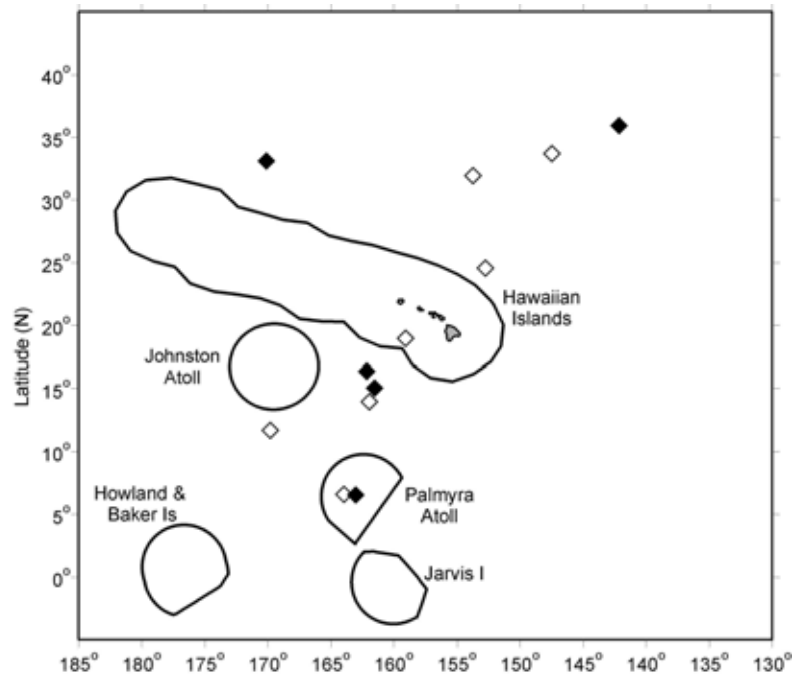 40°
35°
30°
25°
20°
15°
10°
5°
0°
Latitude (N)
Hawaiian
Islands
Johnston
Atoll
Howland &
Baker Is
Palmyra
Atoll
Jarvis I
185° 180° 175° 170° 165° 160° 155° 150° 145° 140° 135° 130°